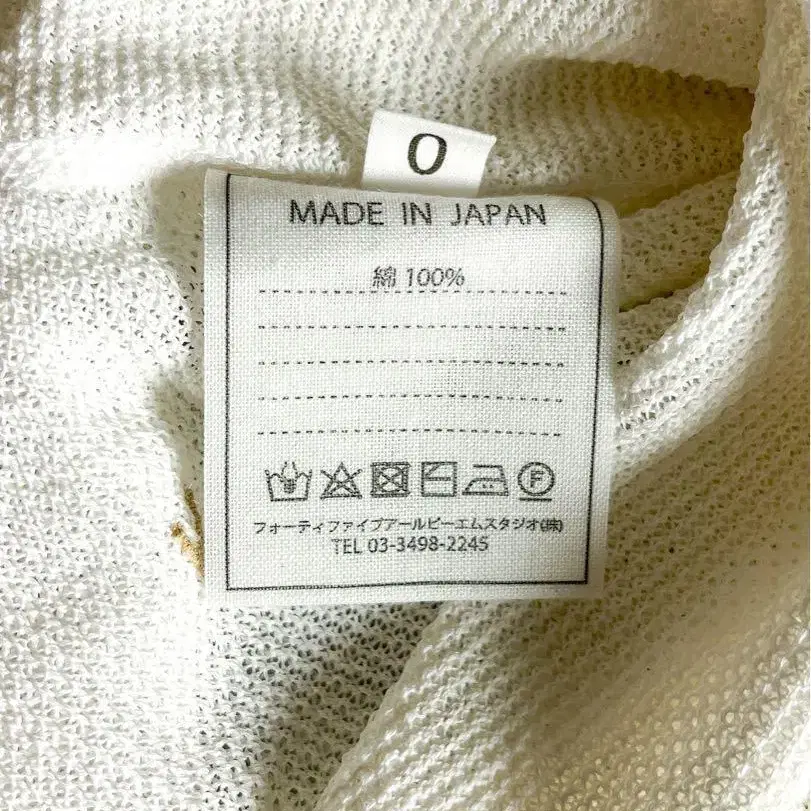 0
MADE IN JAPAN
綿 100%
フォーティファイブアールピーエムスタジオ(株)
TEL 03-3498-2245